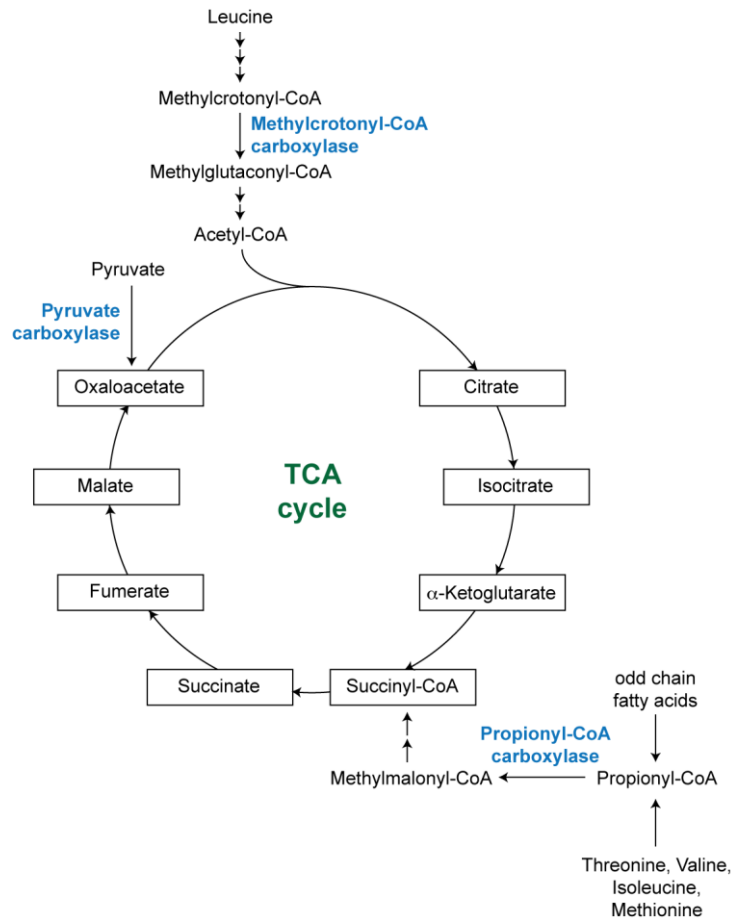 Leucine
Methylcrotonyl-CoA
Methylcrotonyl-CoA
carboxylase
Methylglutaconyl-CoA
Acetyl-CoA
Pyruvate
Pyruvate
carboxylase
Oxaloacetate
Citrate
TCA
cycle
Malate
Isocitrate
Fumerate
α-Ketoglutarate
Succinate
Succinyl-CoA
odd chain
fatty acids
Propionyl-CoA
carboxylase
Methylmalonyl-CoA
Propionyl-CoA
Threonine, Valine,
Isoleucine,
Methionine